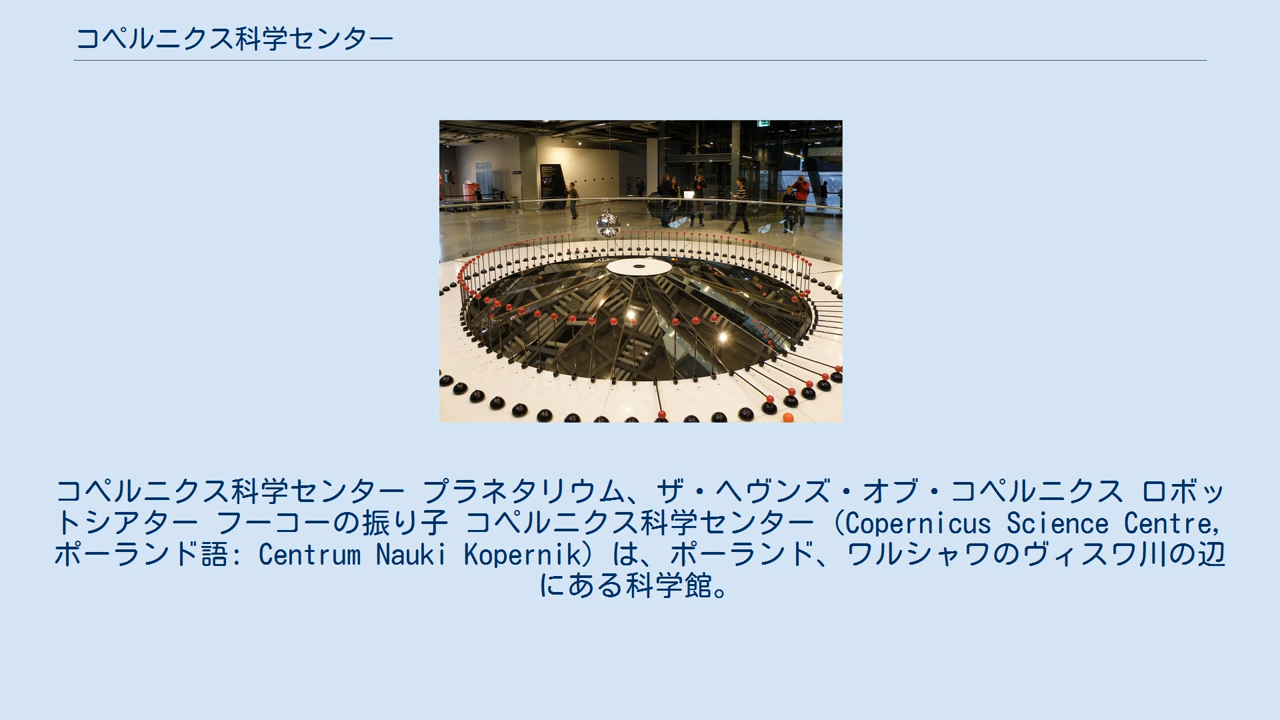 コペルニクス科学センター
コペルニクス科学センター プラネタリウム、ザ・ヘヴンズ・オブ・コペルニクス ロボッ
トシアター フーコーの振り子 コペルニクス科学センター（Copernicus Science Centre,
ポーランド語: Centrum Nauki Kopernik）は、ポーランド、ワルシャワのヴィスワ川の辺
にある科学館。